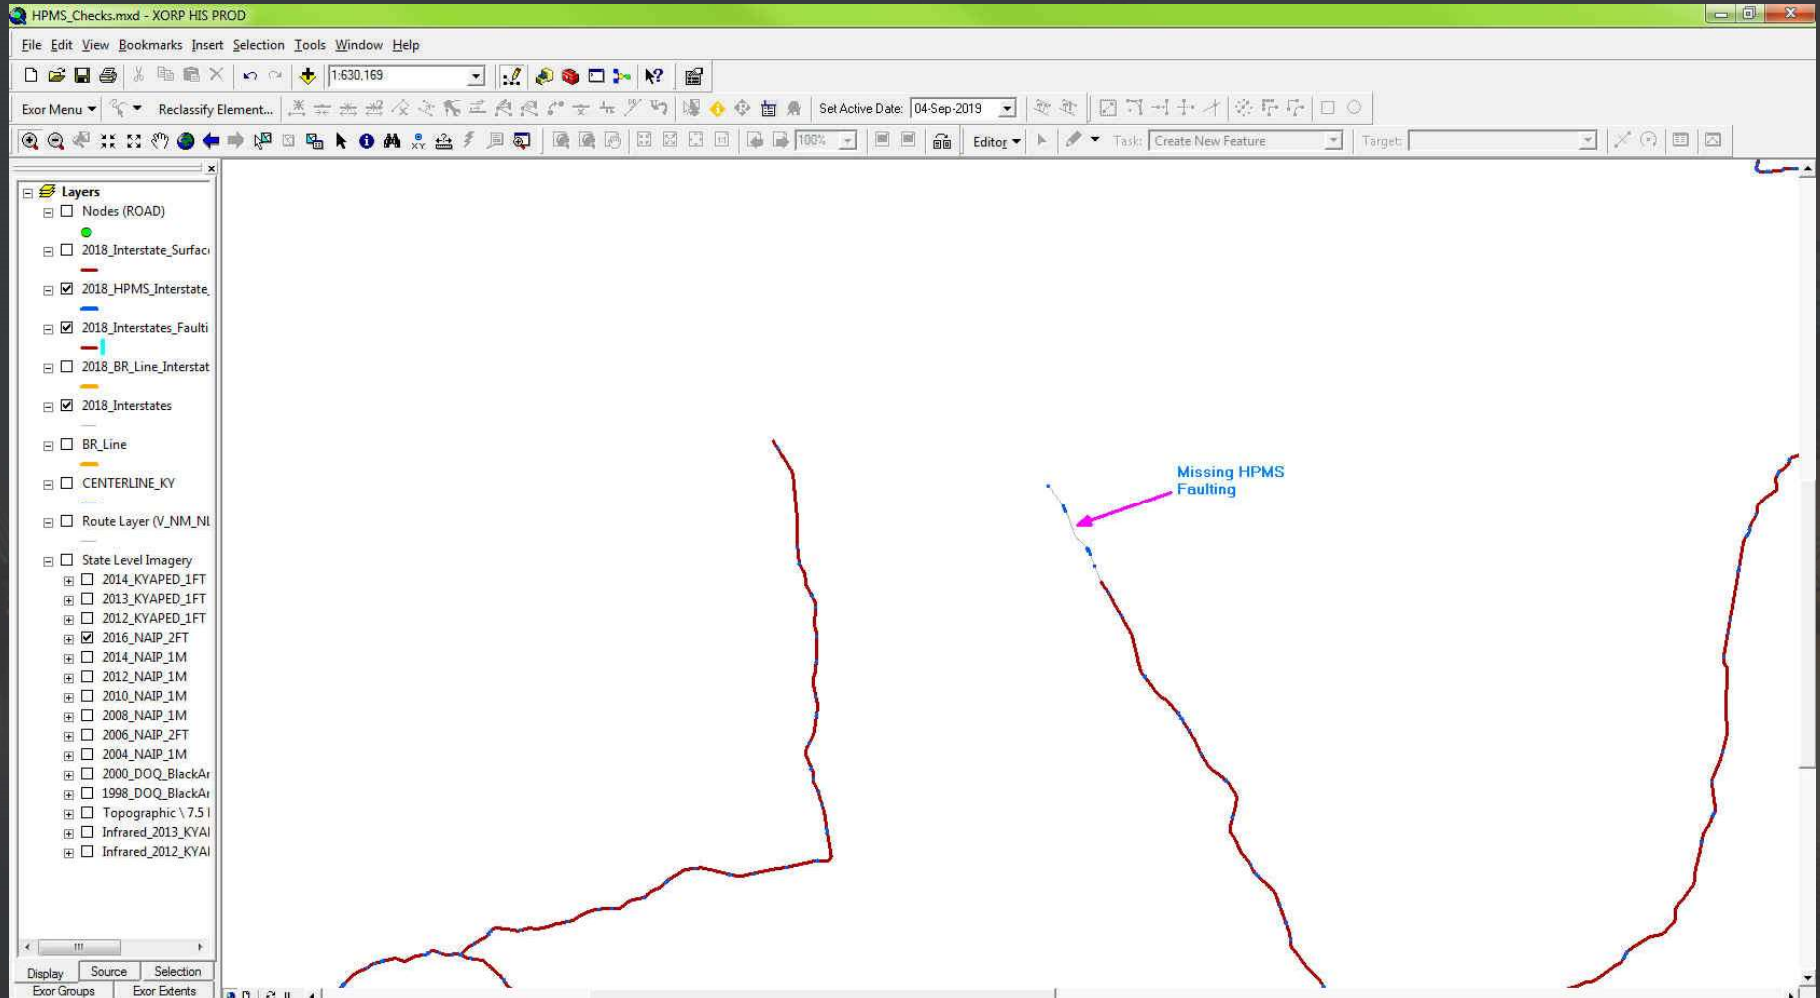 HPMS_Checks.mxd - XORP HIS PROD
File Edit View Bookmarks Insert Selection Tools Window Help
1:630,169
Exor Menu Reclassify Element... Set Active Date: 04-Sep-2019
100% Editor Task: Create New Feature Target:
Layers
Nodes (ROAD)
2018_Interstate_Surfac
2018_HPMS_Interstate_
2018_Interstates_Faulti
2018_BR_Line_Interstat
2018_Interstates
BR_Line
CENTERLINE_KY
Route Layer (V_NM_NL
State Level Imagery
2014_KYAPED_1FT
2013_KYAPED_1FT
2012_KYAPED_1FT
2016_NAIP_2FT
2014_NAIP_1M
2012_NAIP_1M
2010_NAIP_1M
2008_NAIP_1M
2006_NAIP_2FT
2004_NAIP_1M
2000_DOQ_BlackAr
1998_DOQ_BlackAr
Topographic \ 7.5 
Infrared_2013_KYAI
Infrared_2012_KYAI
Missing HPMS
Faulting
Display Source Selection
Exor Groups Exor Extents